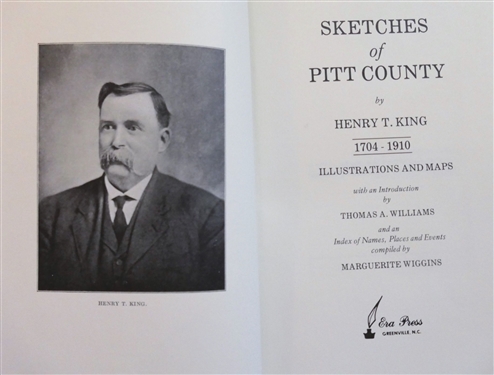 HENRY T. KING.
SKETCHES
of
PITT COUNTY
by
HENRY T. KING
1704 - 1910
ILLUSTRATIONS AND MAPS
with an Introduction
by
THOMAS A. WILLIAMS
and an
Index of Names, Places and Events
compiled by
MARGUERITE WIGGINS
Era Press
GREENVILLE, N.C.